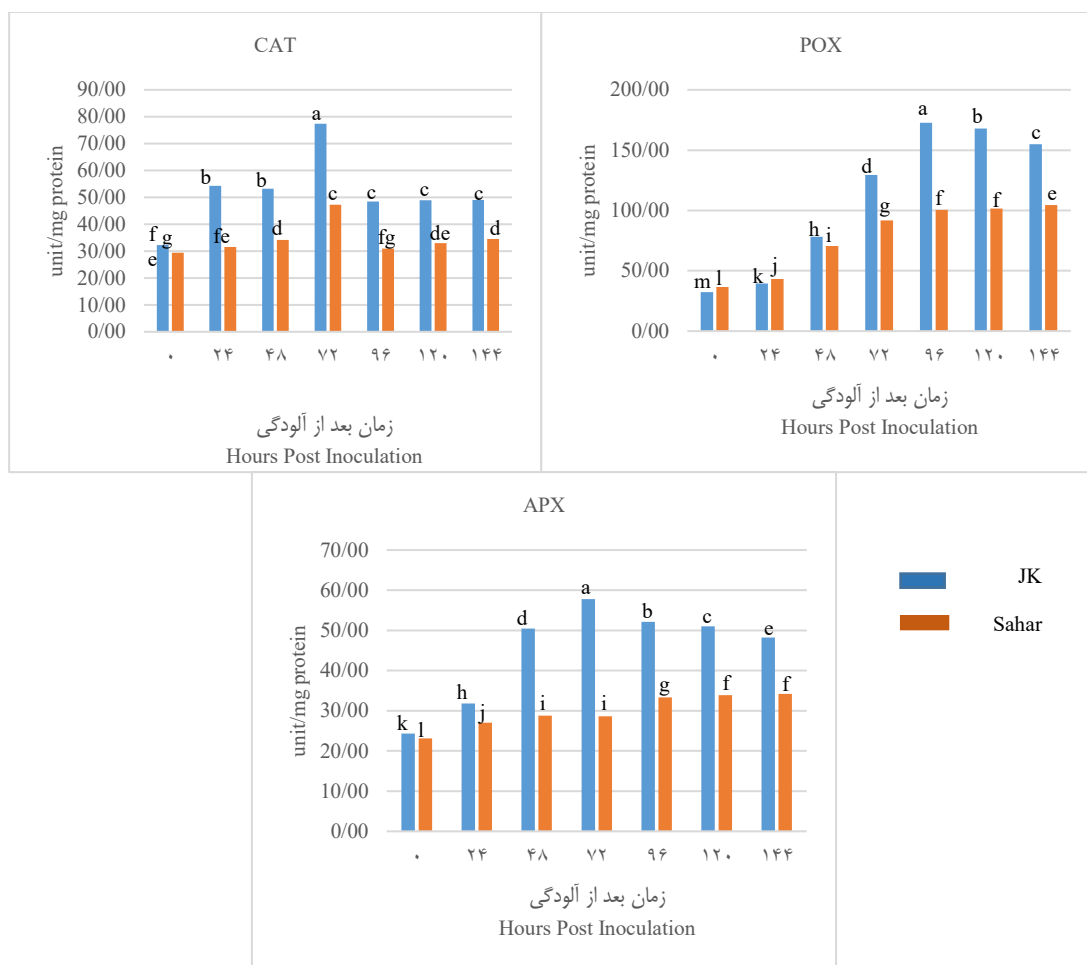 CAT
unit/mg protein
90/00
80/00
70/00
60/00
50/00
40/00
30/00
20/00
10/00
0/00
f
e
g
b
fe
b
d
a
c
c
fg
c
de
c
d
۰ ۲۴ ۴۸ ۷۲ ۹۶ ۱۲۰ ۱۴۴
زمان بعد از آلودگی
Hours Post Inoculation
POX
unit/mg protein
200/00
150/00
100/00
50/00
0/00
m
l
k
j
h
i
d
g
a
f
b
f
c
e
۰ ۲۴ ۴۸ ۷۲ ۹۶ ۱۲۰ ۱۴۴
زمان بعد از آلودگی
Hours Post Inoculation
APX
unit/mg protein
70/00
60/00
50/00
40/00
30/00
20/00
10/00
0/00
k
l
h
j
d
i
a
i
b
g
c
f
e
f
۰ ۲۴ ۴۸ ۷۲ ۹۶ ۱۲۰ ۱۴۴
زمان بعد از آلودگی
Hours Post Inoculation
JK
Sahar